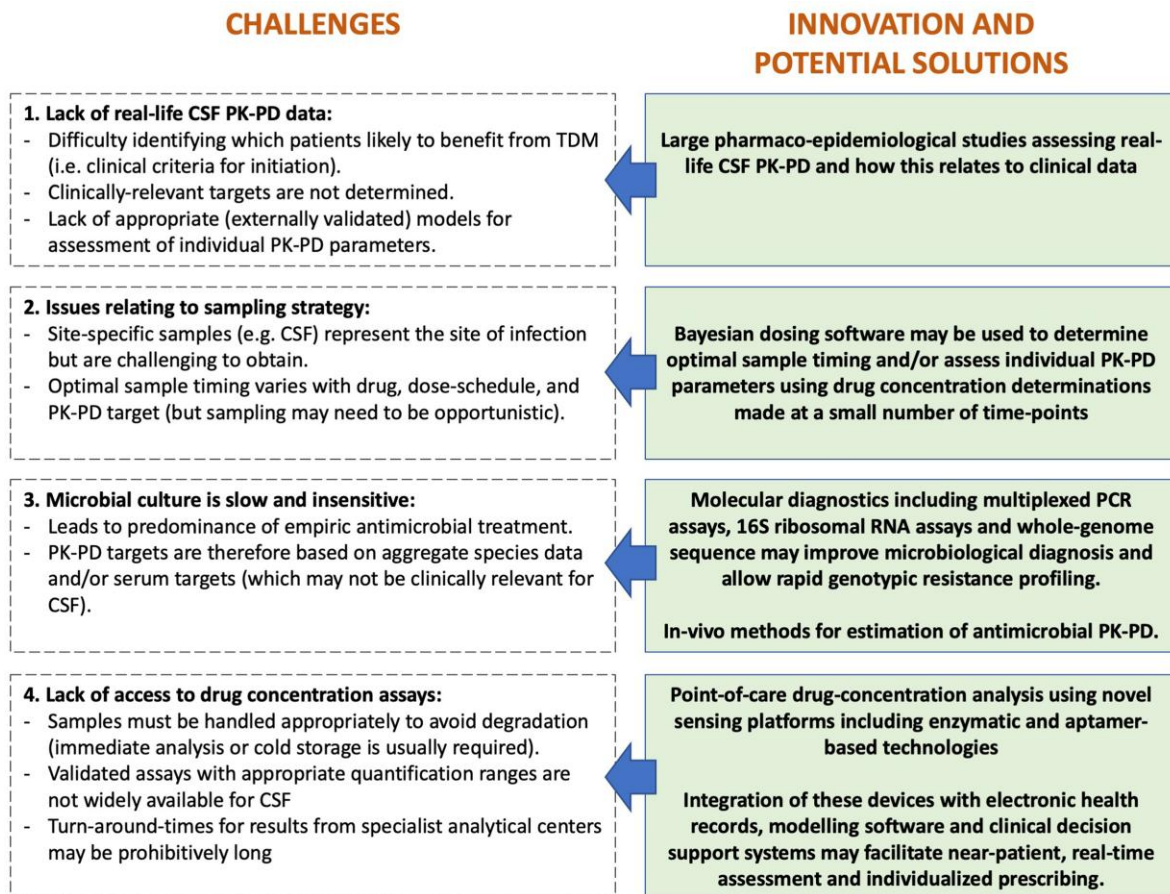 CHALLENGES
INNOVATION AND
POTENTIAL SOLUTIONS
1. Lack of real-life CSF PK-PD data:
- Difficulty identifying which patients likely to benefit from TDM
(i.e. clinical criteria for initiation).
- Clinically-relevant targets are not determined.
- Lack of appropriate (externally validated) models for
assessment of individual PK-PD parameters.
Large pharmaco-epidemiological studies assessing real-
life CSF PK-PD and how this relates to clinical data
2. Issues relating to sampling strategy:
- Site-specific samples (e.g. CSF) represent the site of infection
but are challenging to obtain.
- Optimal sample timing varies with drug, dose-schedule, and
PK-PD target (but sampling may need to be opportunistic).
Bayesian dosing software may be used to determine
optimal sample timing and/or assess individual PK-PD
parameters using drug concentration determinations
made at a small number of time-points
3. Microbial culture is slow and insensitive:
- Leads to predominance of empiric antimicrobial treatment.
- PK-PD targets are therefore based on aggregate species data
and/or serum targets (which may not be clinically relevant for
CSF).
Molecular diagnostics including multiplexed PCR
assays, 16S ribosomal RNA assays and whole-genome
sequence may improve microbiological diagnosis and
allow rapid genotypic resistance profiling.
In-vivo methods for estimation of antimicrobial PK-PD.
4. Lack of access to drug concentration assays:
- Samples must be handled appropriately to avoid degradation
(immediate analysis or cold storage is usually required).
- Validated assays with appropriate quantification ranges are
not widely available for CSF
- Turn-around-times for results from specialist analytical centers
may be prohibitively long
Point-of-care drug-concentration analysis using novel
sensing platforms including enzymatic and aptamer-
based technologies
Integration of these devices with electronic health
records, modelling software and clinical decision
support systems may facilitate near-patient, real-time
assessment and individualized prescribing.